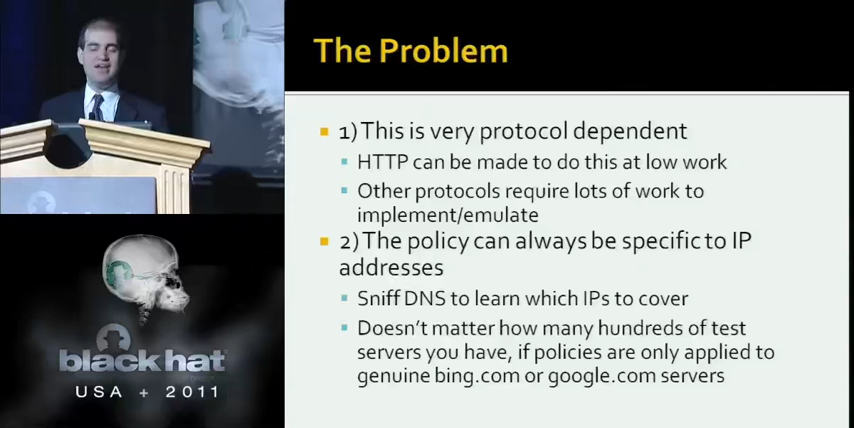 The Problem
1) This is very protocol dependent
HTTP can be made to do this at low work
Other protocols require lots of work to
implement/emulate
2) The policy can always be specific to IP
addresses
Sniff DNS to learn which IPs to cover
Doesn't matter how many hundreds of test
servers you have, if policies are only applied to
genuine bing.com or google.com servers
black hat
USA + 2011